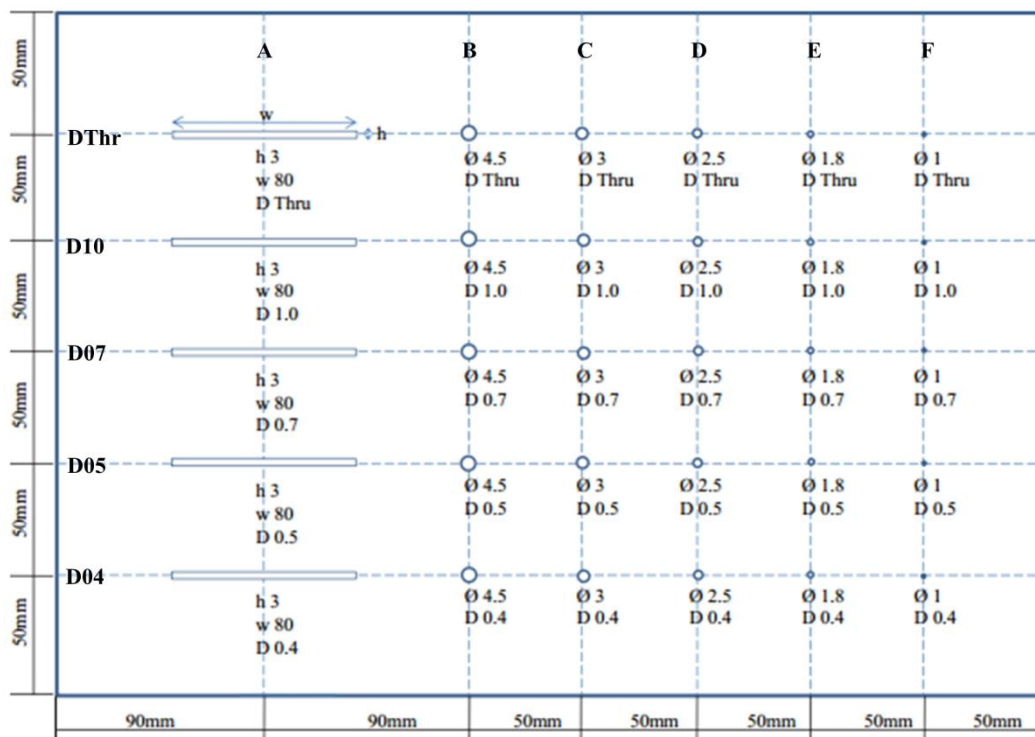 A B C D E F
50mm
w
DThr
h
h 3
w 80
D Thru
Ø 4.5
D Thru
Ø 3
D Thru
Ø 2.5
D Thru
Ø 1.8
D Thru
Ø 1
D Thru
50mm
D10
h 3
w 80
D 1.0
Ø 4.5
D 1.0
Ø 3
D 1.0
Ø 2.5
D 1.0
Ø 1.8
D 1.0
Ø 1
D 1.0
50mm
D07
h 3
w 80
D 0.7
Ø 4.5
D 0.7
Ø 3
D 0.7
Ø 2.5
D 0.7
Ø 1.8
D 0.7
Ø 1
D 0.7
50mm
D05
h 3
w 80
D 0.5
Ø 4.5
D 0.5
Ø 3
D 0.5
Ø 2.5
D 0.5
Ø 1.8
D 0.5
Ø 1
D 0.5
50mm
D04
h 3
w 80
D 0.4
Ø 4.5
D 0.4
Ø 3
D 0.4
Ø 2.5
D 0.4
Ø 1.8
D 0.4
Ø 1
D 0.4
50mm
90mm 90mm 50mm 50mm 50mm 50mm 50mm